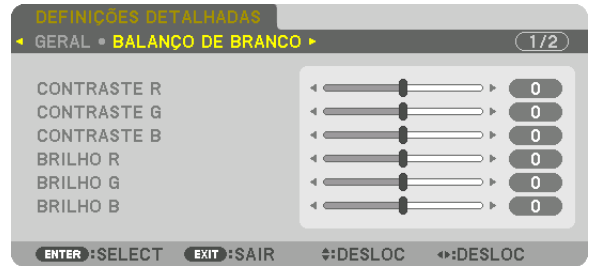 DEFINIÇÕES DETALHADAS
GERAL • BALANÇO DE BRANCO 1/2
CONTRASTE R 0
CONTRASTE G 0
CONTRASTE B 0
BRILHO R 0
BRILHO G 0
BRILHO B 0
ENTER:SELECT EXIT:SAIR :DESLOC :DESLOC